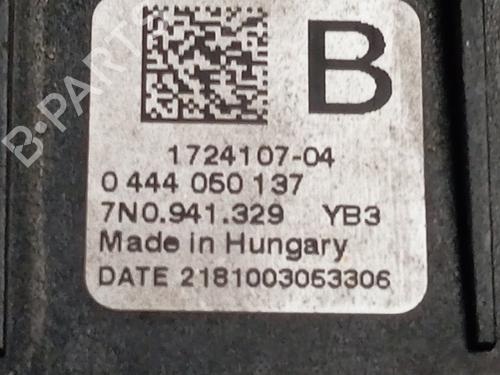 B
1724107-04
0 444 050 137
7N0.941.329 YB3
Made in Hungary
DATE 2181003053306
B-PARTS